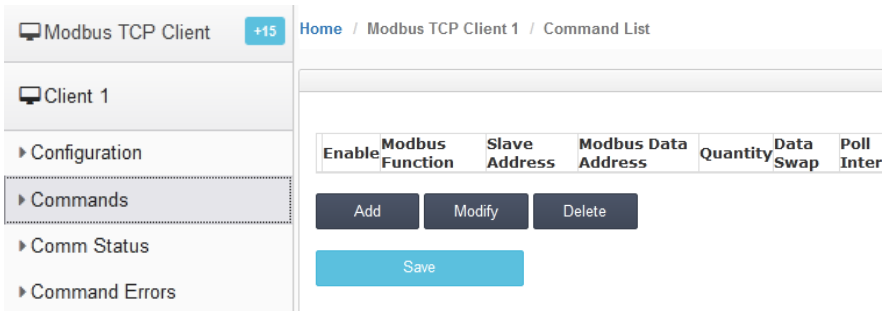 Modbus TCP Client +15
Home / Modbus TCP Client 1 / Command List
Client 1
Configuration
Commands
Comm Status
Command Errors
Enable Modbus Function Slave Address Modbus Data Address Quantity Data Swap Poll Inter
Add Modify Delete
Save